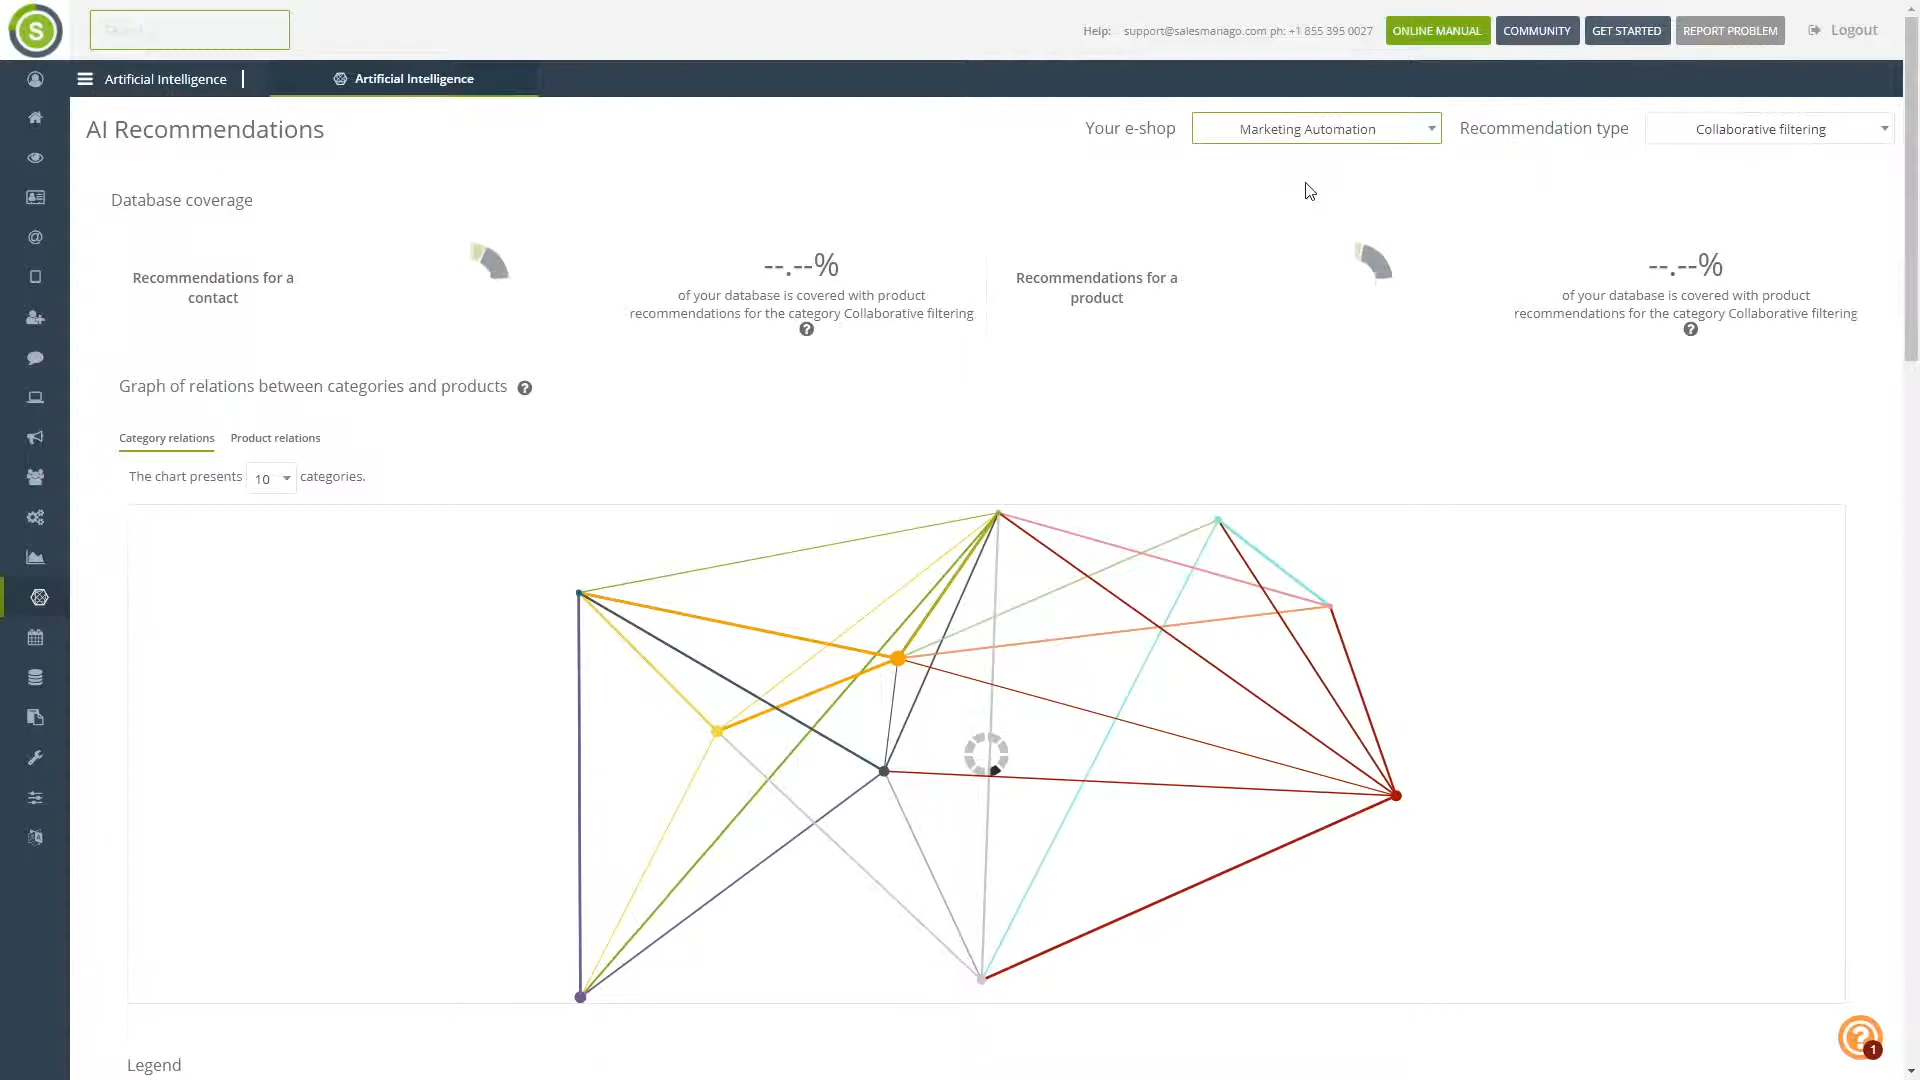 S
Search
Help: support@salesmanago.com ph: +1 855 395 0027
ONLINE MANUAL
COMMUNITY
GET STARTED
REPORT PROBLEM
Logout
Artificial Intelligence
Artificial Intelligence
AI Recommendations
Your e-shop
Marketing Automation
Recommendation type
Collaborative filtering
Database coverage
Recommendations for a
contact
--.--%
of your database is covered with product
recommendations for the category Collaborative filtering
?
Recommendations for a
product
--.--%
of your database is covered with product
recommendations for the category Collaborative filtering
?
Graph of relations between categories and products ?
Category relations
Product relations
The chart presents 10 categories.
Legend
1